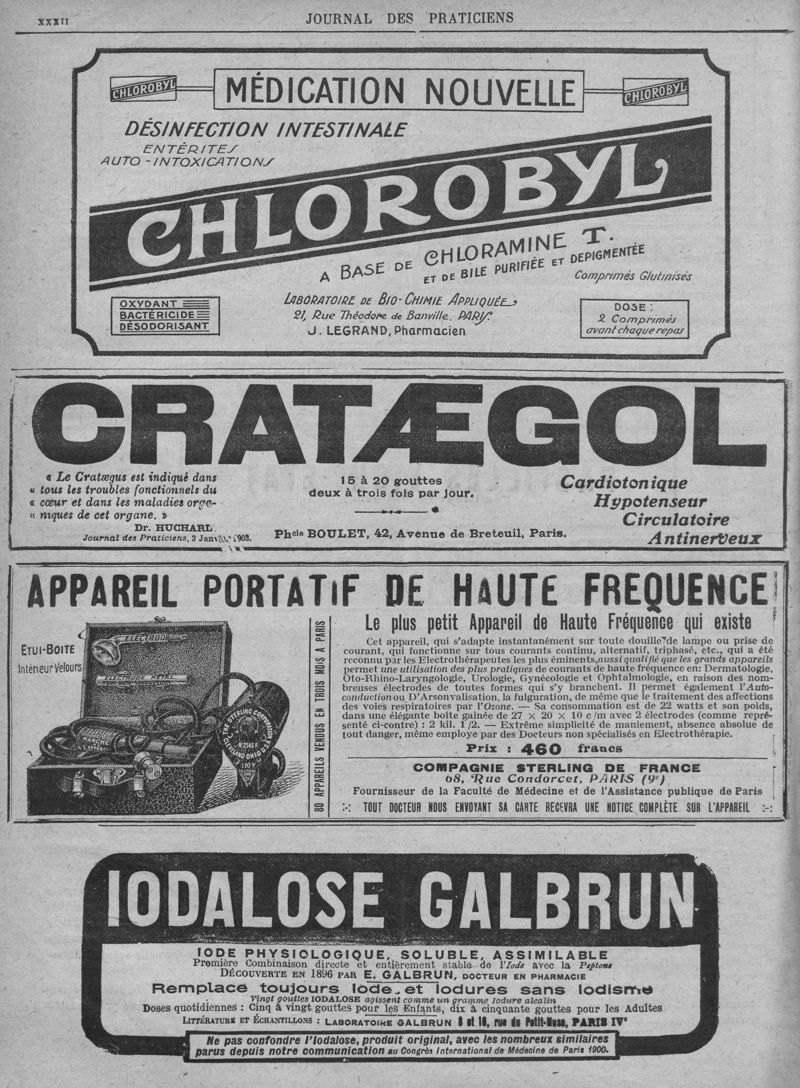 XXXII
JOURNAL DES PRATICIENS
CHLOROBYL
MÉDICATION NOUVELLE
CHLOROBYL
DÉSINFECTION INTESTINALE
ENTÉRITES
AUTO-INTOXICATIONS
CHLOROBYL
A BASE DE CHLORAMINE T.
ET DE BILE PURIFIÉE ET DEPIGMENTÉE
Comprimés Glutinisés
OXYDANT
BACTÉRICIDE
DÉSODORISANT
LABORATOIRE DE BIO-CHIMIE APPLIQUÉE
21, Rue Théodore de Banville. PARIS
J. LEGRAND, Pharmacien
DOSE:
2 Comprimés
avant chaque repas
CRATÆGOL
« Le Cratægus est indiqué dans
« tous les troubles fonctionnels du
« cœur et dans les maladies orga-
« niques de cet organe. »
Dr. HUCHARD
Journal des Praticiens, 3 Janvier 1903.
15 à 20 gouttes
deux à trois fois par jour.
Phcie BOULET, 42, Avenue de Breteuil, Paris.
Cardiotonique
Hypotenseur
Circulatoire
Antinerveux
APPAREIL PORTATIF DE HAUTE FREQUENCE
ETUI-BOITE
Intérieur Velours
ELECTRODE
ELECTRODE METAL
MANCHE
THE STERLING CORPORATION
N 2545 R
CLEVELAND OHIO U.S.A.
110 V
80 APPAREILS VENDUS EN TROIS MOIS A PARIS
Le plus petit Appareil de Haute Fréquence qui existe
Cet appareil, qui s'adapte instantanément sur toute douille de lampe ou prise de
courant, qui fonctionne sur tous courants continu, alternatif, triphasé, etc., qui a été
reconnu par les Electrothérapeutes les plus éminents, aussi qualifié que les grands appareils
permet une utilisation des plus pratiques de courants de haute fréquence en: Dermatologie,
Oto-Rhino-Laryngologie, Urologie, Gynécologie et Ophtalmologie, en raison des nom-
breuses électrodes de toutes formes qui s'y branchent. Il permet également l'Auto-
conduction ou D'Arsonvalisation, la fulguration, de même que le traitement des affections
des voies respiratoires par l'Ozone. — Sa consommation est de 22 watts et son poids,
dans une élégante boite gainée de 27 × 20 × 10 c/m avec 2 électrodes (comme repré-
senté ci-contre) : 2 kil. 1/2. — Extrême simplicité de maniement, absence absolue de
tout danger, même employe par des Docteurs non spécialisés en Electrothérapie.
Prix : 460 francs
COMPAGNIE STERLING DE FRANCE
68, Rue Condorcet, PARIS (9e)
Fournisseur de la Faculté de Médecine et de l'Assistance publique de Paris
:-: TOUT DOCTEUR NOUS ENVOYANT SA CARTE RECEVRA UNE NOTICE COMPLÈTE SUR L'APPAREIL :-:
IODALOSE GALBRUN
IODE PHYSIOLOGIQUE, SOLUBLE, ASSIMILABLE
Première Combinaison directe et entièrement stable de l'Iode avec la Peptone
DÉCOUVERTE EN 1896 PAR E. GALBRUN, DOCTEUR EN PHARMACIE
Remplace toujours Iode et Iodures sans Iodisme
Vingt gouttes IODALOSE agissent comme un gramme Iodure alcalin
Doses quotidiennes : Cinq à vingt gouttes pour les Enfants, dix à cinquante gouttes pour les Adultes
LITTÉRATURE ET ÉCHANTILLONS : LABORATOIRE GALBRUN 8 et 10, rue du Petit-Musc, PARIS IVe
Ne pas confondre l'Iodalose, produit original, avec les nombreux similaires
parus depuis notre communication au Congrès International de Médecine de Paris 1900.